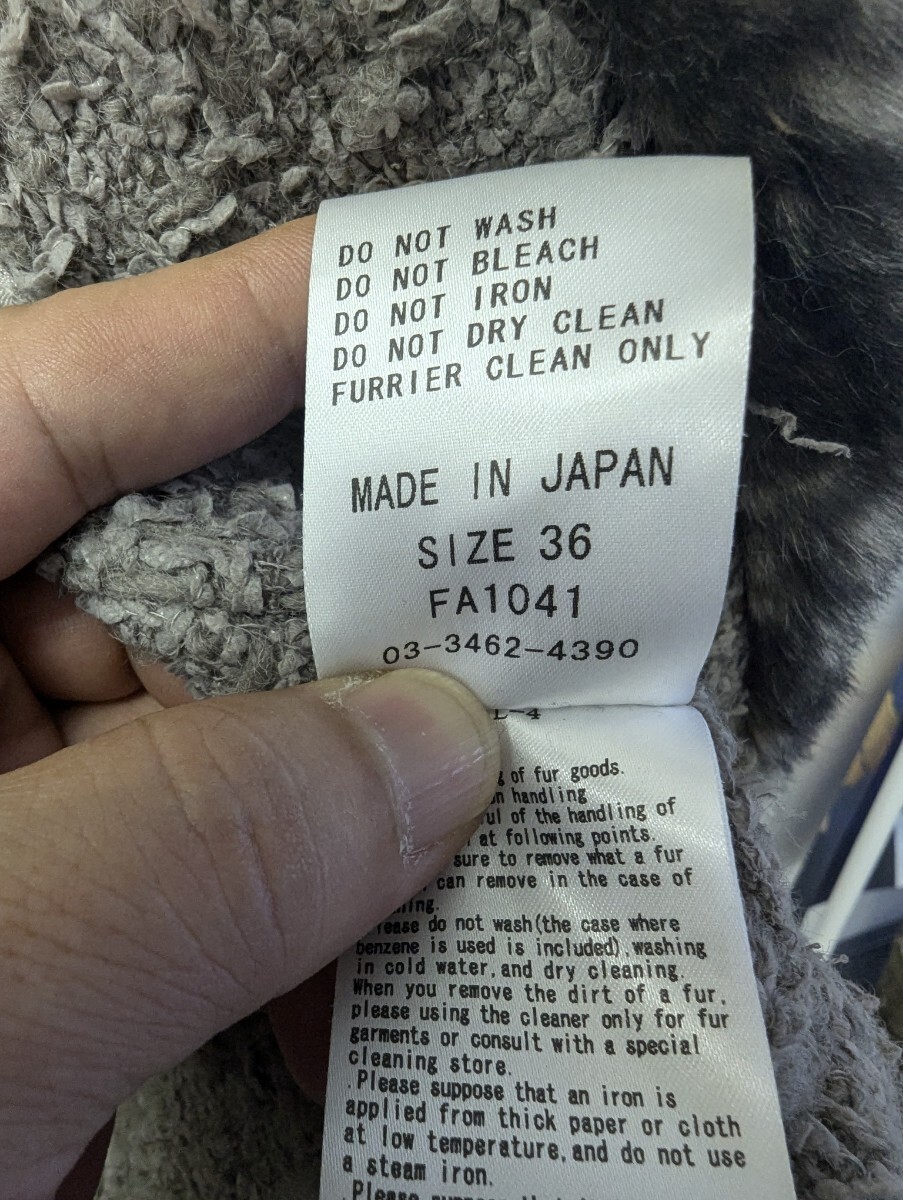 DO NOT WASH
DO NOT BLEACH
DO NOT IRON
DO NOT DRY CLEAN
FURRIER CLEAN ONLY
MADE IN JAPAN
SIZE 36
FA1041
03-3462-4390
L-4
of fur goods.
handling
of the handling of
at following points.
sure to remove what a fur
can remove in the case of
do not wash(the case where
benzene is used is included),washing
in cold water,and dry cleaning.
When you remove the dirt of a fur,
please using the cleaner only for fur
garments or consult with a special
cleaning store.
.Please suppose that an iron is
applied from thick paper or cloth
at low temperature,and do not use
a steam iron.
.Please